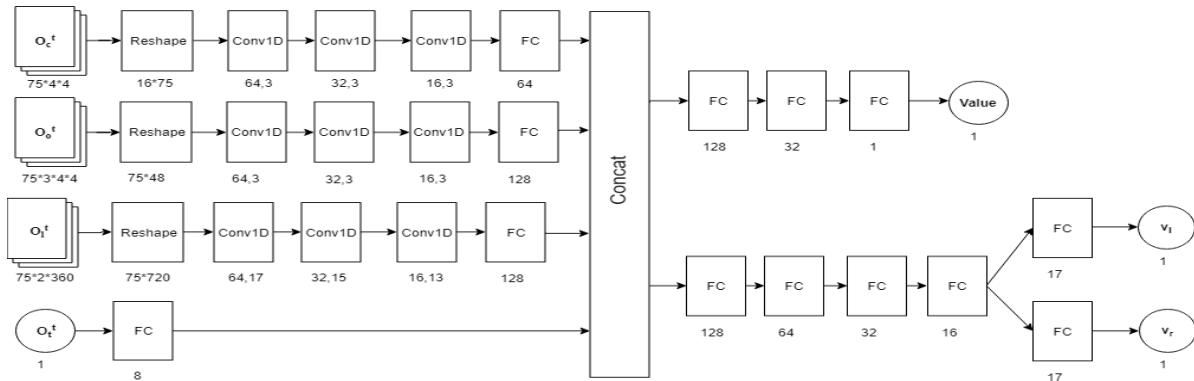 O_c^t Reshape Conv1D Conv1D Conv1D FC
75*4*4 16*75 64,3 32,3 16,3 64
O_o^t Reshape Conv1D Conv1D Conv1D FC
75*3*4*4 75*48 64,3 32,3 16,3 128
O_l^t Reshape Conv1D Conv1D Conv1D FC
75*2*360 75*720 64,17 32,15 16,13 128
O_t^t FC
1 8
Concat
FC FC FC Value
128 32 1 1
FC FC FC FC
128 64 32 16
FC v_l
17 1
FC v_r
17 1